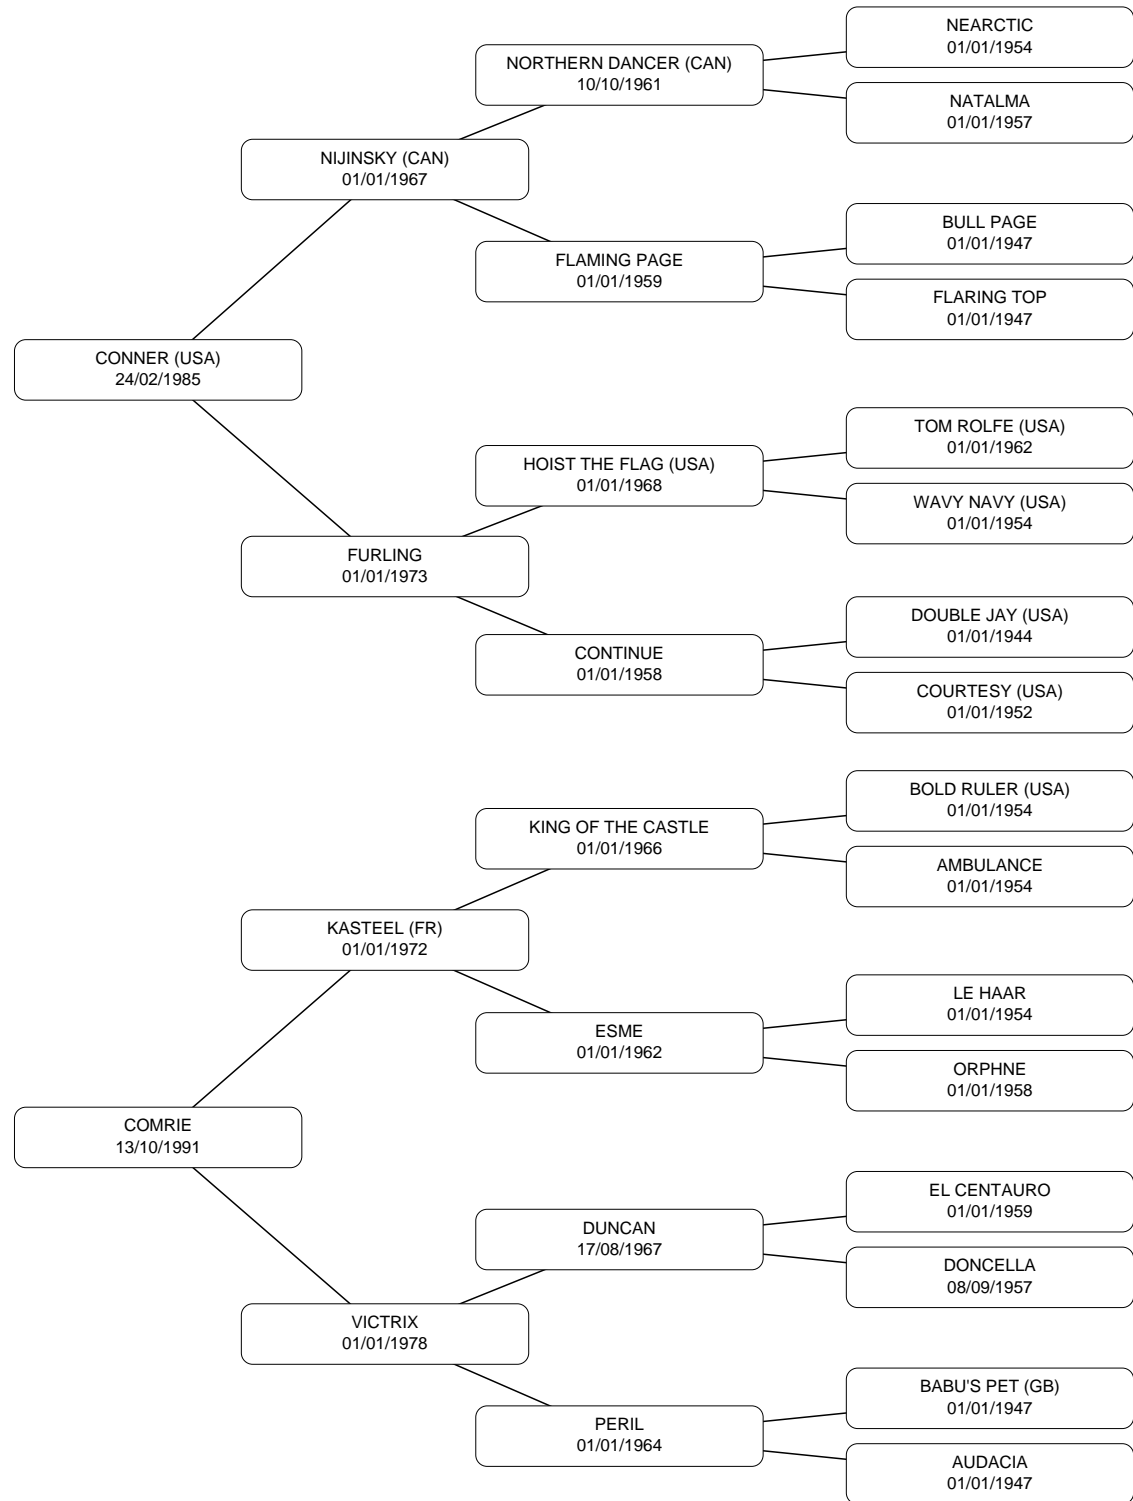 NEARCTIC
01/01/1954
NORTHERN DANCER (CAN)
10/10/1961
NATALMA
01/01/1957
NIJINSKY (CAN)
01/01/1967
BULL PAGE
01/01/1947
FLAMING PAGE
01/01/1959
FLARING TOP
01/01/1947
CONNER (USA)
24/02/1985
TOM ROLFE (USA)
01/01/1962
HOIST THE FLAG (USA)
01/01/1968
WAVY NAVY (USA)
01/01/1954
FURLING
01/01/1973
DOUBLE JAY (USA)
01/01/1944
CONTINUE
01/01/1958
COURTESY (USA)
01/01/1952
BOLD RULER (USA)
01/01/1954
KING OF THE CASTLE
01/01/1966
AMBULANCE
01/01/1954
KASTEEL (FR)
01/01/1972
LE HAAR
01/01/1954
ESME
01/01/1962
ORPHNE
01/01/1958
COMRIE
13/10/1991
EL CENTAURO
01/01/1959
DUNCAN
17/08/1967
DONCELLA
08/09/1957
VICTRIX
01/01/1978
BABU'S PET (GB)
01/01/1947
PERIL
01/01/1964
AUDACIA
01/01/1947